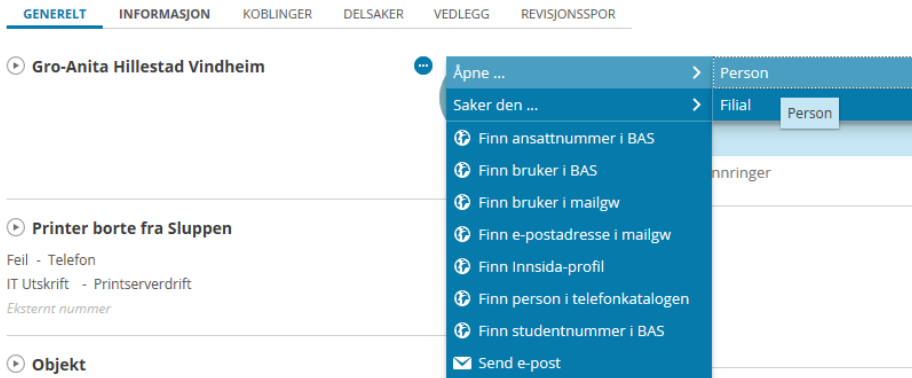 GENERELT INFORMASJON KOBLINGER DELSAKER VEDLEGG REVISJONSSPOR
Gro-Anita Hillestad Vindheim
Åpne ...
Person
Saker den ...
Filial
Person
Finn ansattnummer i BAS
Finn bruker i BAS
nnringer
Finn bruker i mailgw
Printer borte fra Sluppen
Finn e-postadresse i mailgw
Feil - Telefon
Finn Innsida-profil
IT Utskrift - Printserverdrift
Finn person i telefonkatalogen
Eksternt nummer
Finn studentnummer i BAS
Objekt
Send e-post